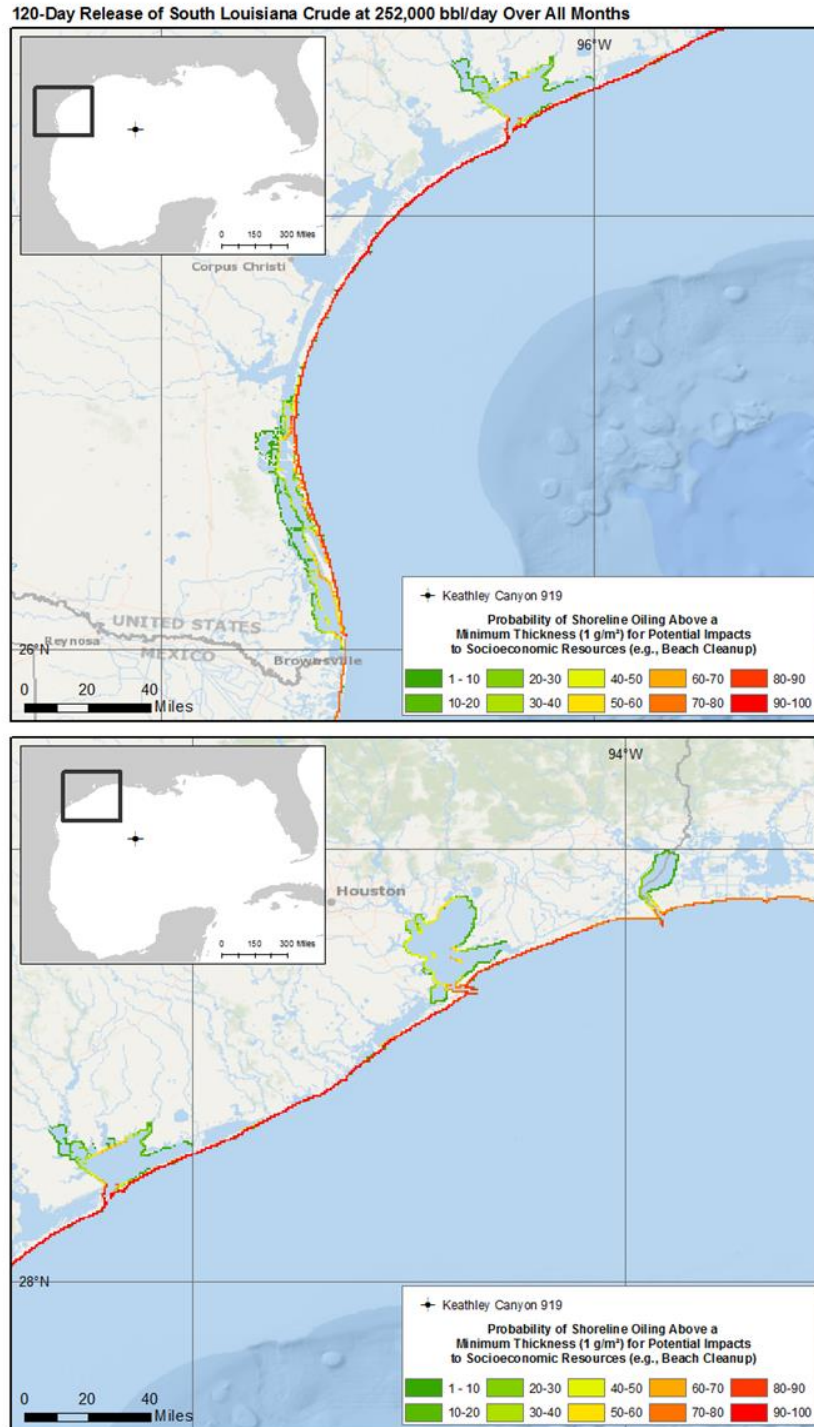 120-Day Release of South Louisiana Crude at 252,000 bbl/day Over All Months
96°W
0 150 300 Miles
Corpus Christi
UNITED STATES
MEXICO
Reynosa
Brownsville
26°N
0 20 40
Miles
Keathley Canyon 919
Probability of Shoreline Oiling Above a
Minimum Thickness (1 g/m²) for Potential Impacts
to Socioeconomic Resources (e.g., Beach Cleanup)
1 - 10 20-30 40-50 60-70 80-90
10-20 30-40 50-60 70-80 90-100
94°W
0 150 300 Miles
Houston
28°N
0 20 40
Miles
Keathley Canyon 919
Probability of Shoreline Oiling Above a
Minimum Thickness (1 g/m²) for Potential Impacts
to Socioeconomic Resources (e.g., Beach Cleanup)
1 - 10 20-30 40-50 60-70 80-90
10-20 30-40 50-60 70-80 90-100